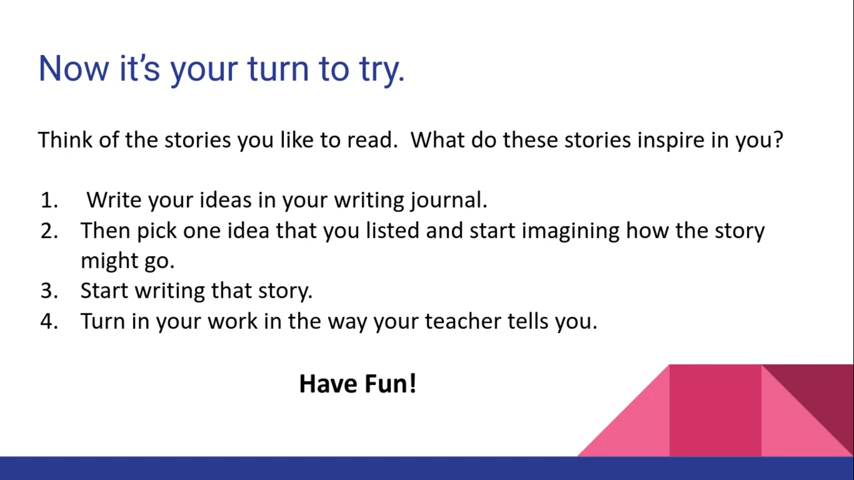 Now it's your turn to try.
Think of the stories you like to read.  What do these stories inspire in you?
1. Write your ideas in your writing journal.
2. Then pick one idea that you listed and start imagining how the story
might go.
3. Start writing that story.
4. Turn in your work in the way your teacher tells you.
Have Fun!